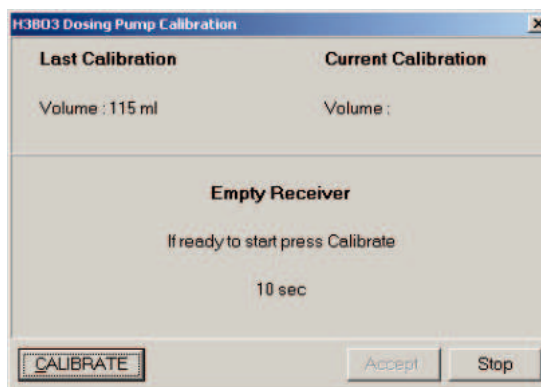 H3BO3 Dosing Pump Calibration
Last Calibration
Current Calibration
Volume : 115 ml
Volume :
Empty Receiver
If ready to start press Calibrate
10 sec
CALIBRATE
Accept
Stop